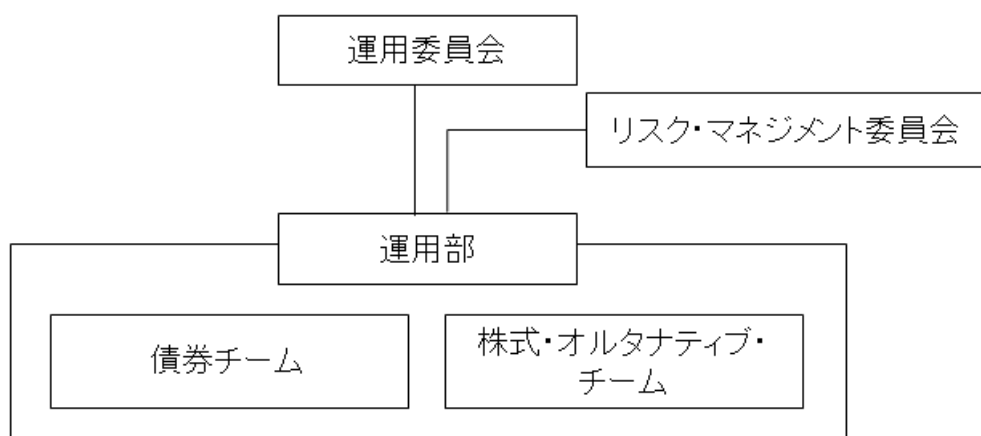 運用委員会
リスク・マネジメント委員会
運用部
債券チーム
株式・オルタナティブ・
チーム